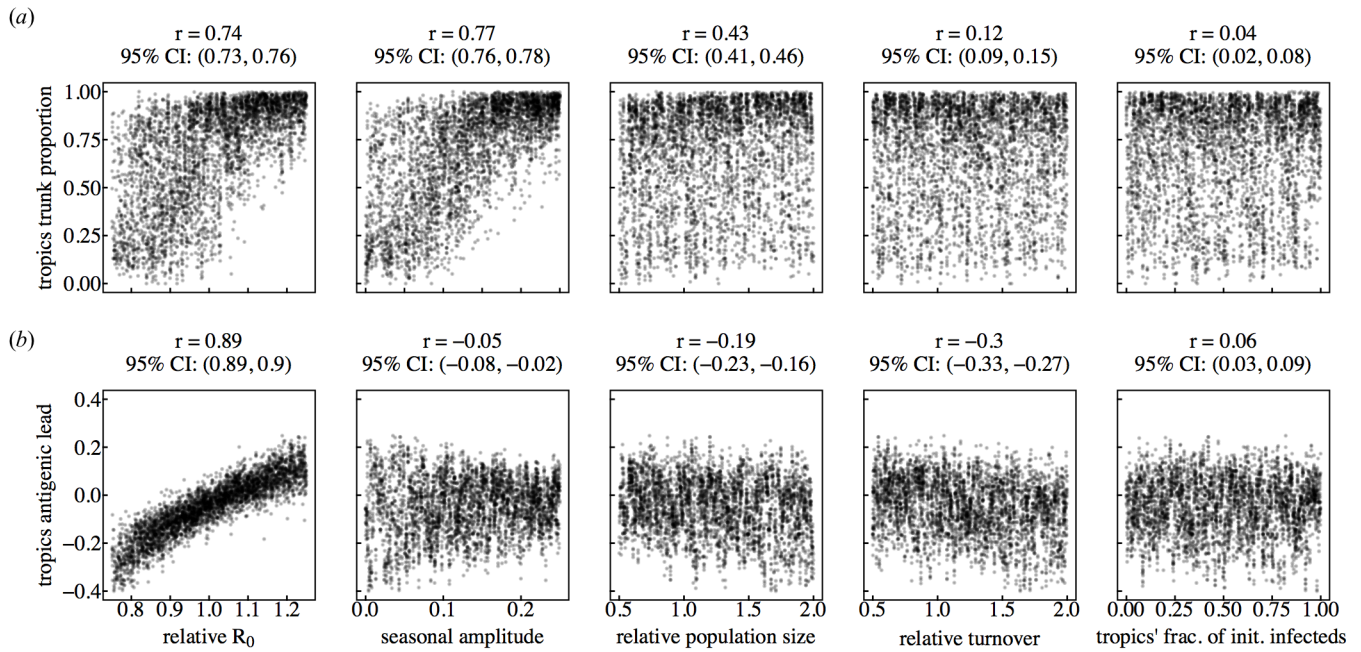 (a)
r = 0.74
95% CI: (0.73, 0.76)
r = 0.77
95% CI: (0.76, 0.78)
r = 0.43
95% CI: (0.41, 0.46)
r = 0.12
95% CI: (0.09, 0.15)
r = 0.04
95% CI: (0.02, 0.08)
tropics trunk proportion
1.00
0.75
0.50
0.25
0.00
(b)
r = 0.89
95% CI: (0.89, 0.9)
r = −0.05
95% CI: (−0.08, −0.02)
r = −0.19
95% CI: (−0.23, −0.16)
r = −0.3
95% CI: (−0.33, −0.27)
r = 0.06
95% CI: (0.03, 0.09)
tropics antigenic lead
0.4
0.2
0.0
−0.2
−0.4
0.8 0.9 1.0 1.1 1.2
relative R0
0.0 0.1 0.2
seasonal amplitude
0.5 1.0 1.5 2.0
relative population size
0.5 1.0 1.5 2.0
relative turnover
0.00 0.25 0.50 0.75 1.00
tropics' frac. of init. infecteds